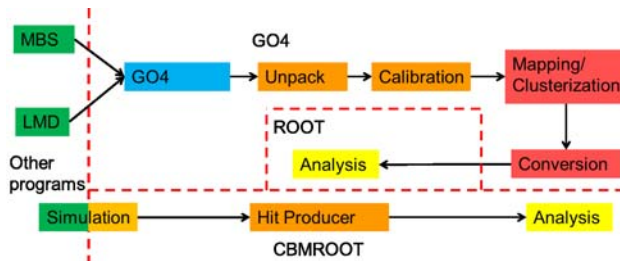 MBS
GO4
GO4
Unpack
Calibration
Mapping/
Clusterization
LMD
ROOT
Analysis
Conversion
Other
programs
Simulation
Hit Producer
Analysis
CBMROOT